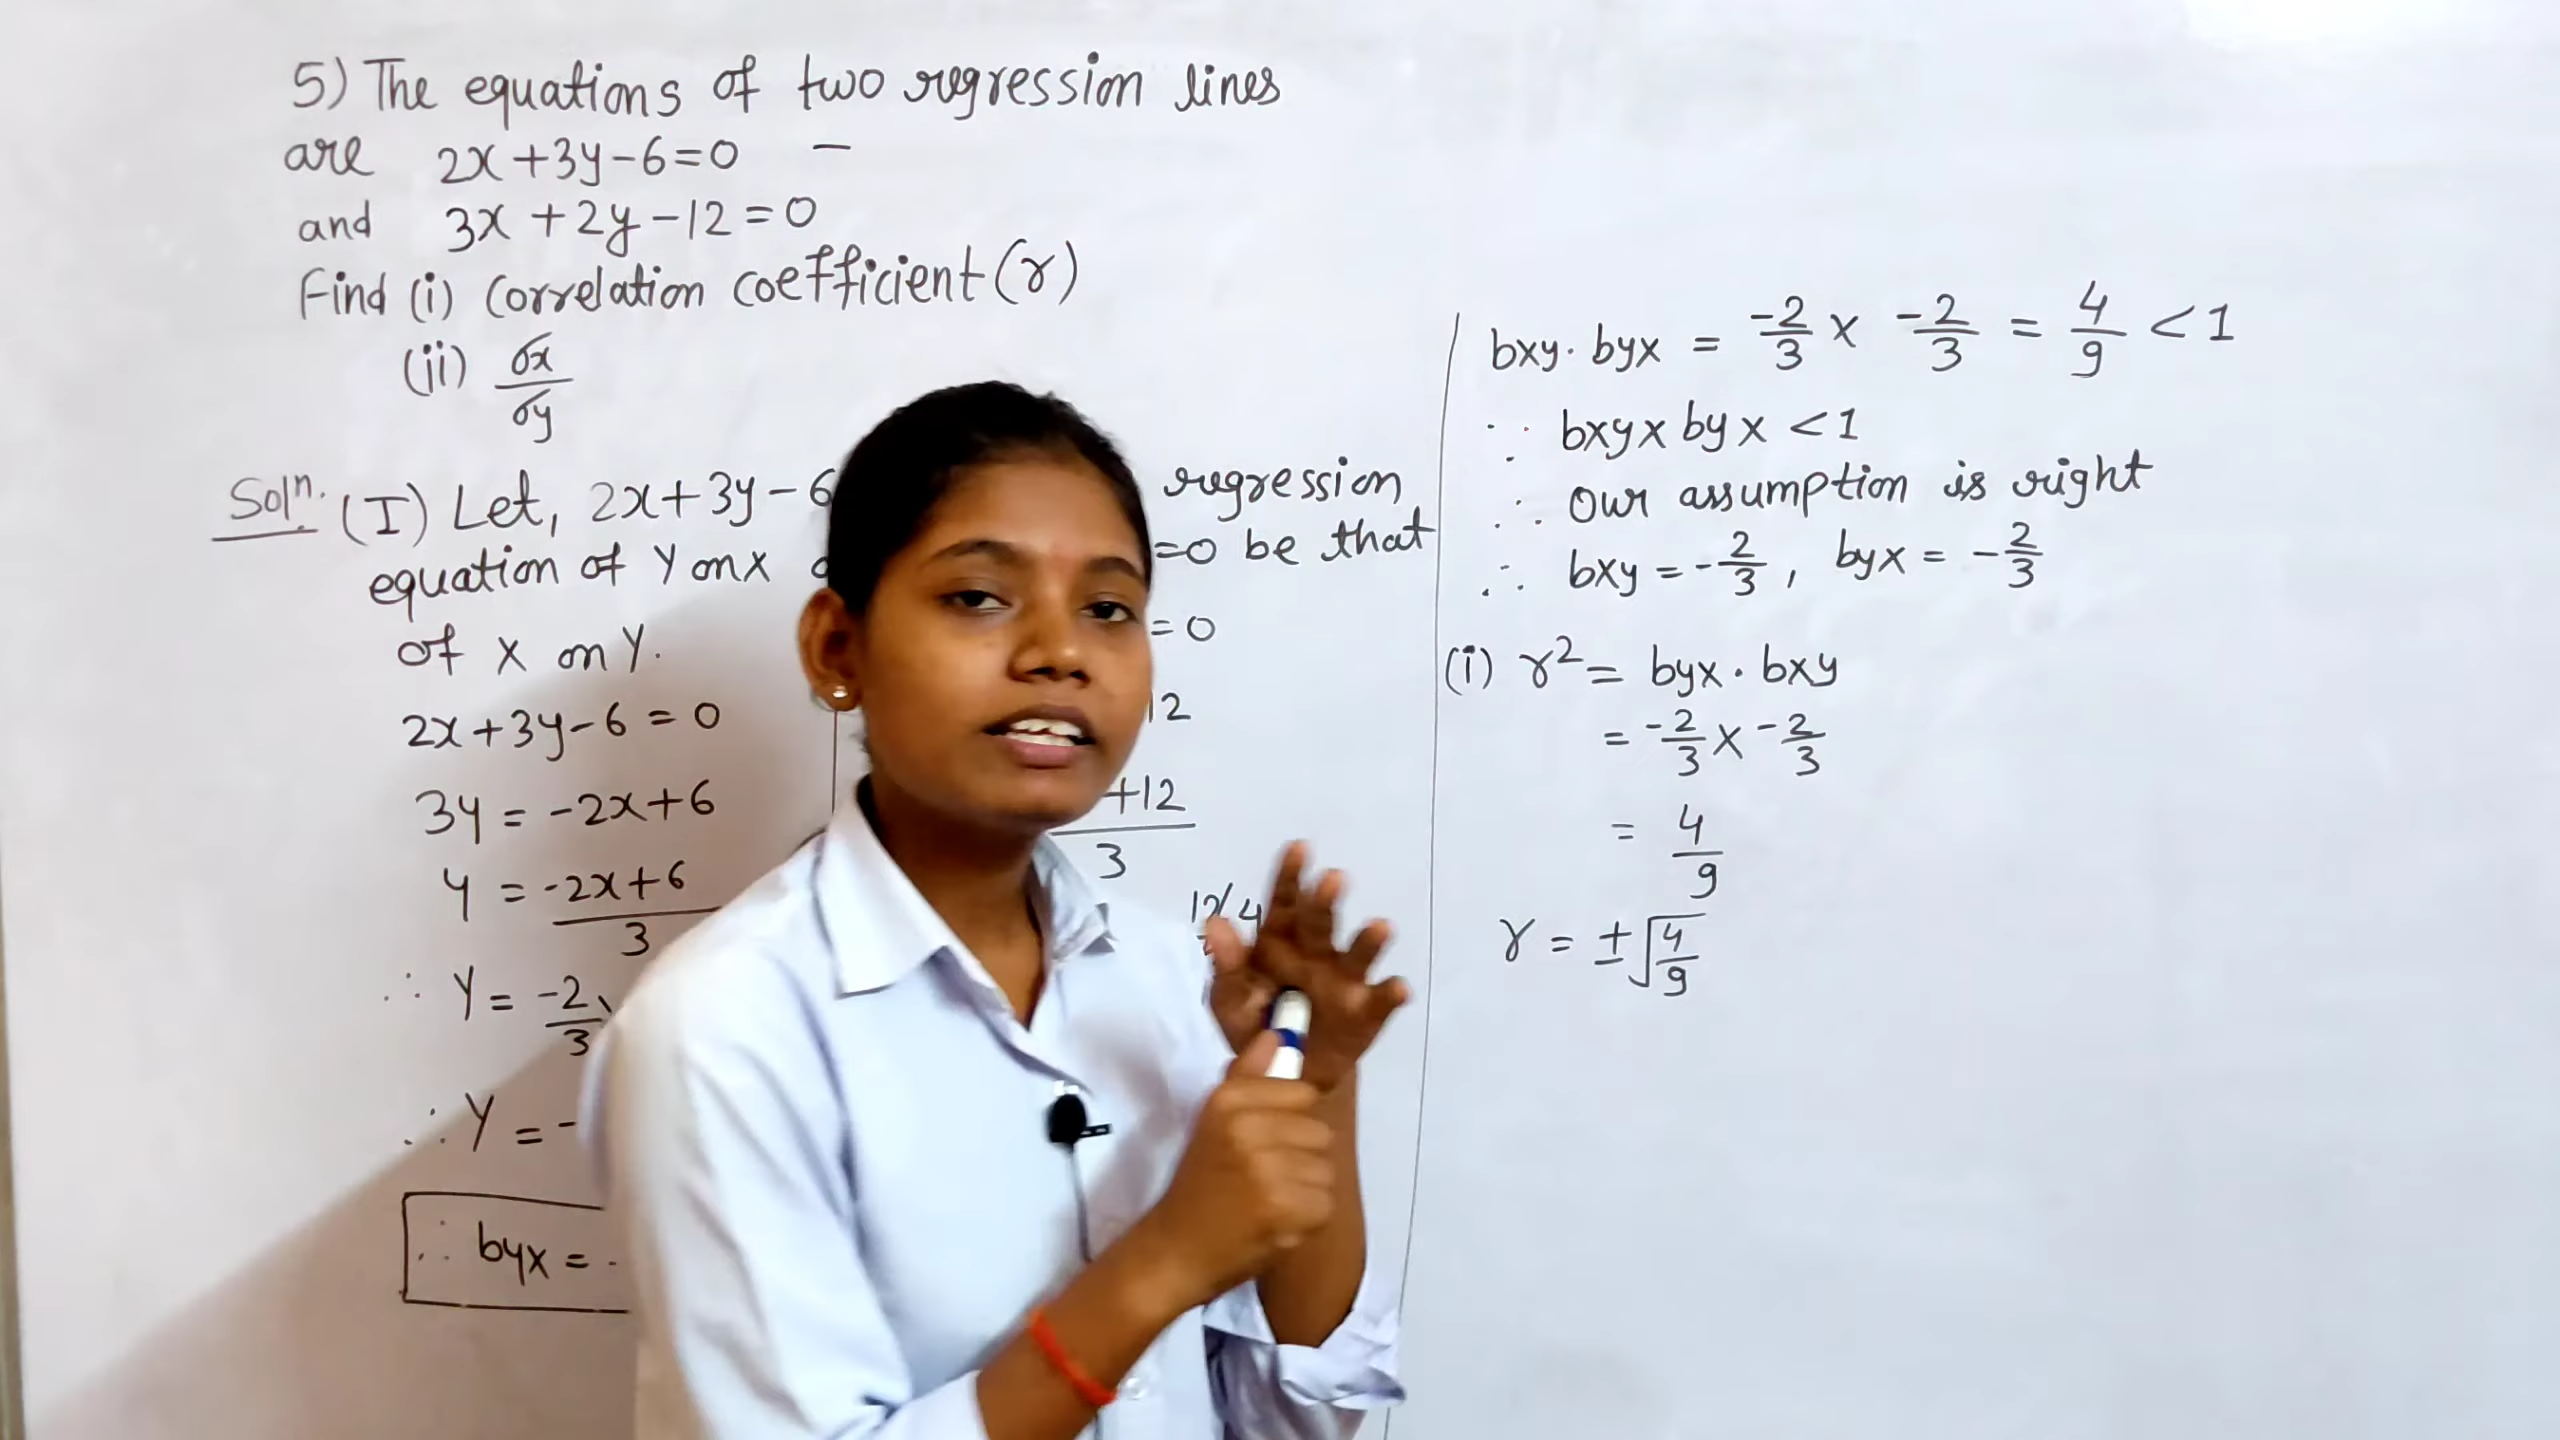 5) The equations of two regression lines
are 2x+3y-6=0 —
and 3x+2y-12=0
Find (i) Correlation coefficient (r)
(ii) σx/σy
Solⁿ. (I) Let, 2x+3y-6 regression
equation of Y on X =0 be that
of X on Y.
2x+3y-6=0
3y = -2x+6
y = -2x+6/3
∴ Y = -2/3
∴ Y = -
∴ byx = -
=0
12
+12/3
12/ 4
bxy. byx = -2/3 x -2/3 = 4/9 <1
∵ bxy x byx <1
∴ Our assumption is right
∴ bxy = -2/3, byx = -2/3
(i) r² = byx . bxy
= -2/3 x -2/3
= 4/9
r = ±√4/9